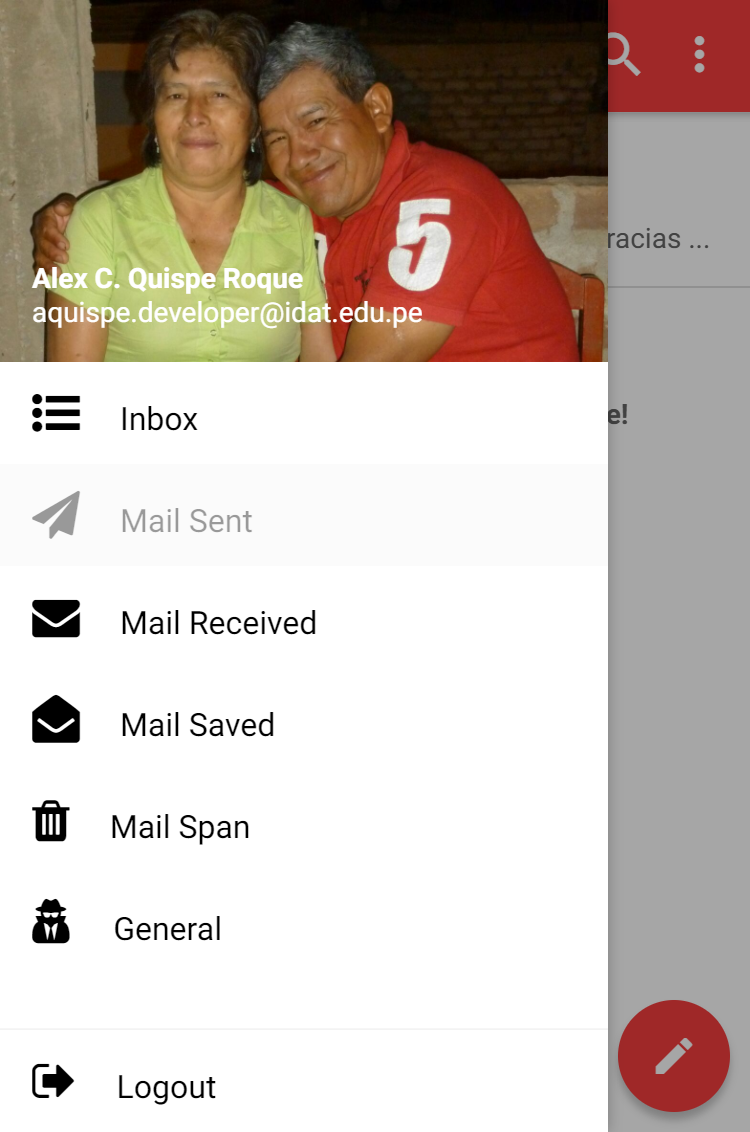 Alex C. Quispe Roque
aquispe.developer@idat.edu.pe
5
racias ...
Inbox
e!
Mail Sent
Mail Received
Mail Saved
Mail Span
General
Logout